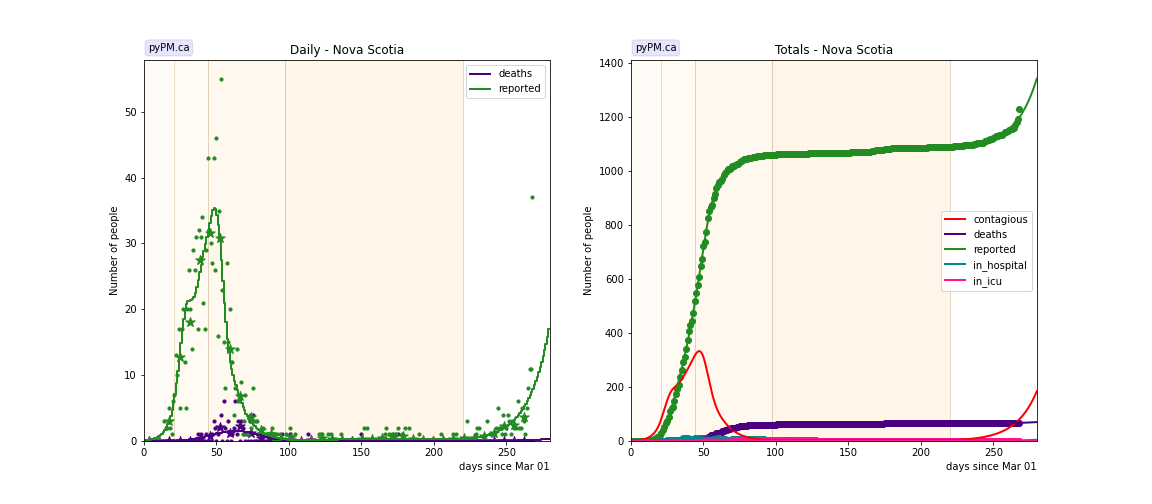 pyPM.ca
Daily - Nova Scotia
deaths
reported
Number of people
50
40
30
20
10
0
0
50
100
150
200
250
days since Mar 01
pyPM.ca
Totals - Nova Scotia
1400
1200
1000
800
600
400
200
0
Number of people
contagious
deaths
reported
in_hospital
in_icu
0
50
100
150
200
250
days since Mar 01